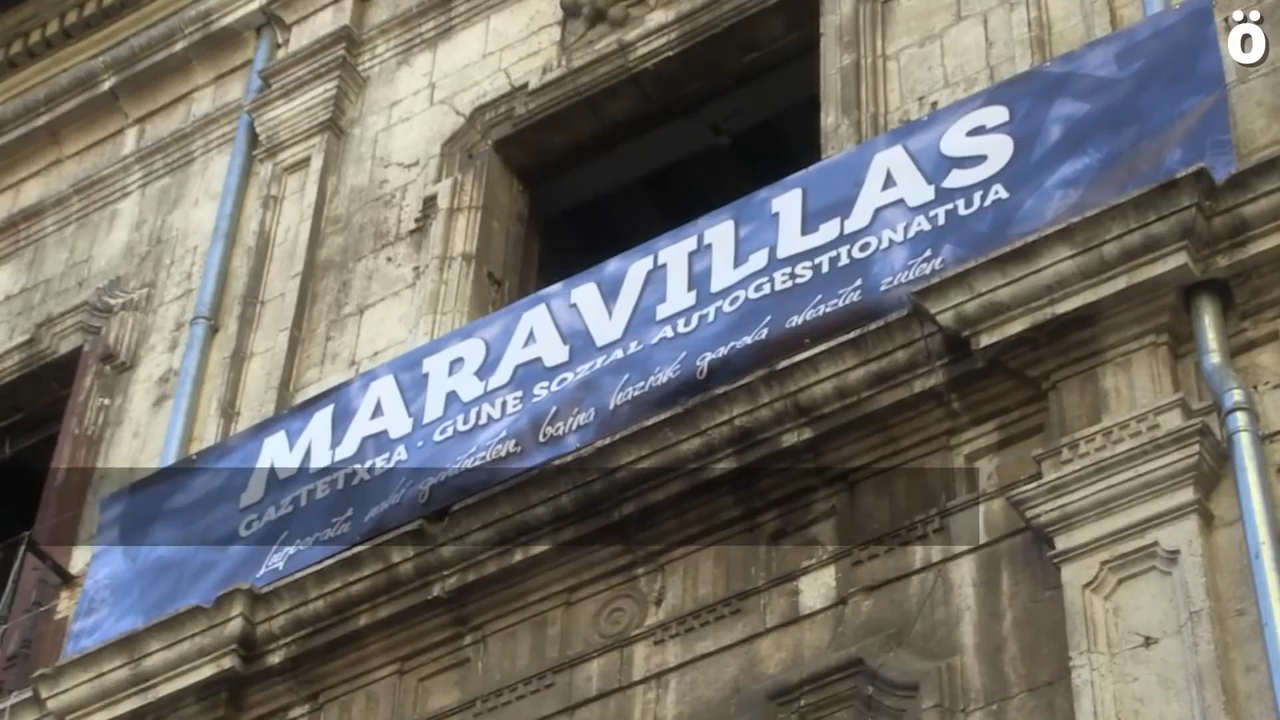 MARAVILLAS
GAZTETXEA · GUNE SOZIAL AUTOGESTIONATUA
Lurperatu nahi gintuzten, baina haziak garela ahaztu zuten
ö